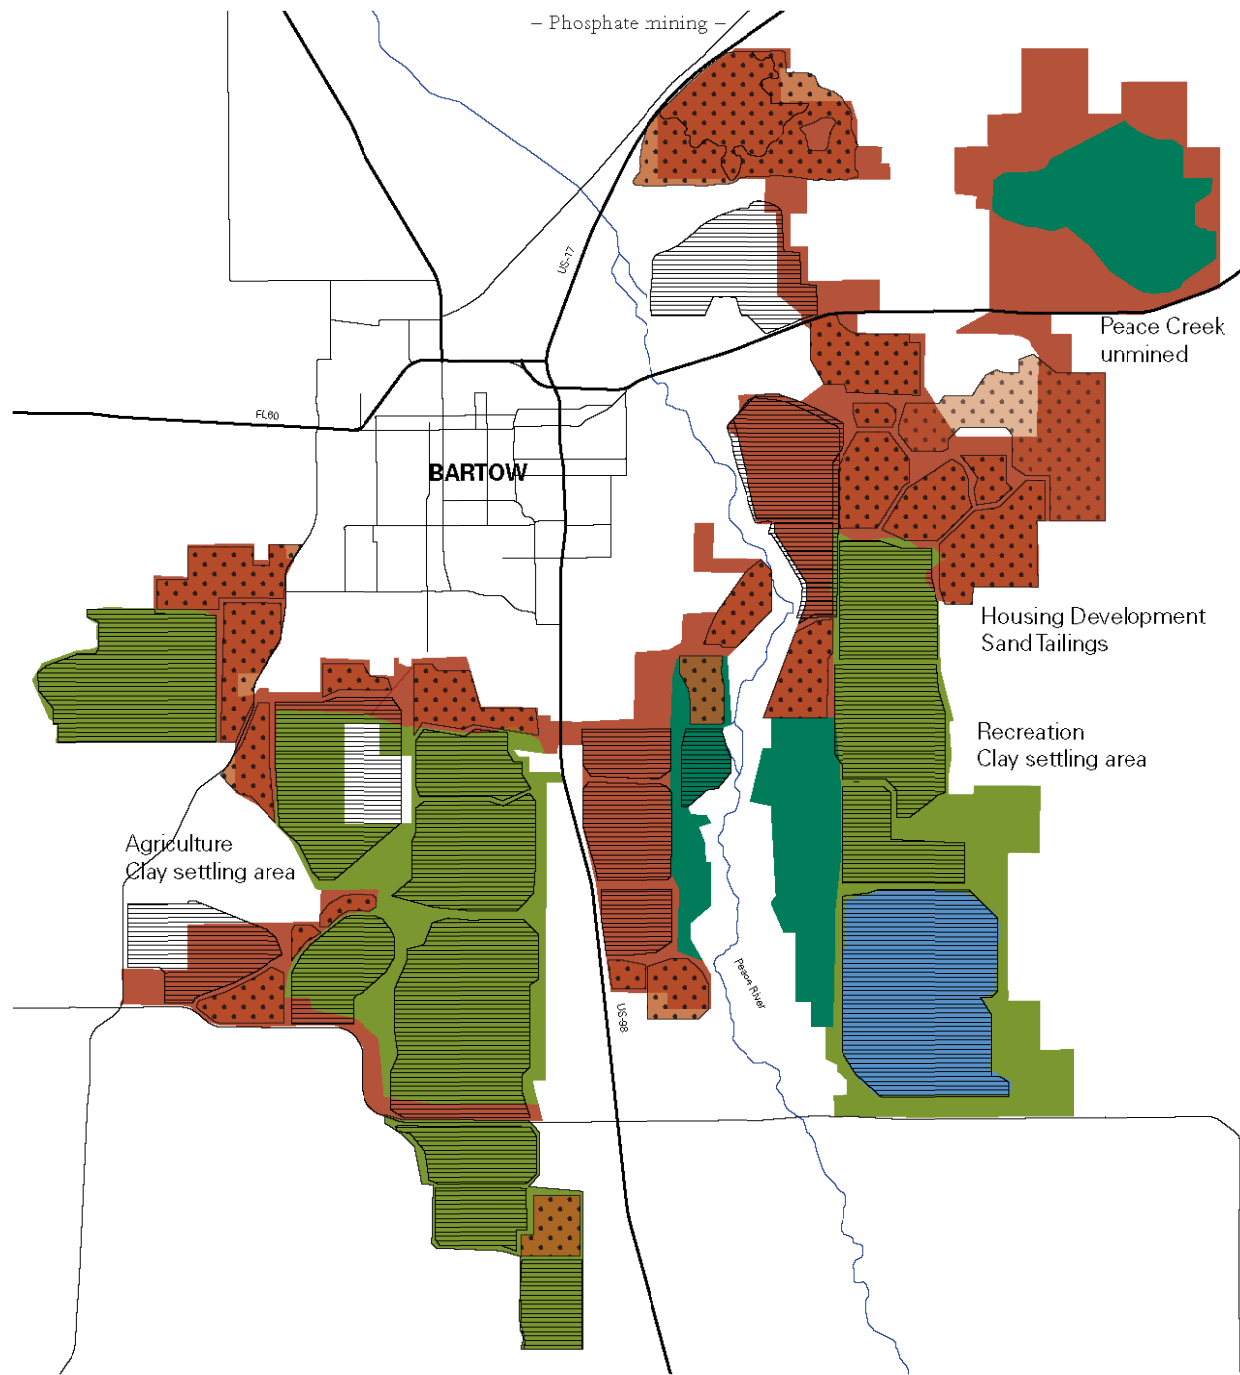 – Phosphate mining –
US-17
Peace Creek
unmined
FL60
BARTOW
Housing Development
Sand Tailings
Recreation
Clay settling area
Agriculture
Clay settling area
Peace River
US-98